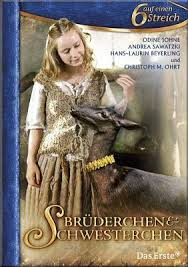 6 auf einen
Streich
ODINE JOHNE
ANDREA SAWATZKI
HANS-LAURIN BEYERLING
UND
CHRISTOPH M. OHRT
BRÜDERCHEN &
SCHWESTERCHEN
Das Erste